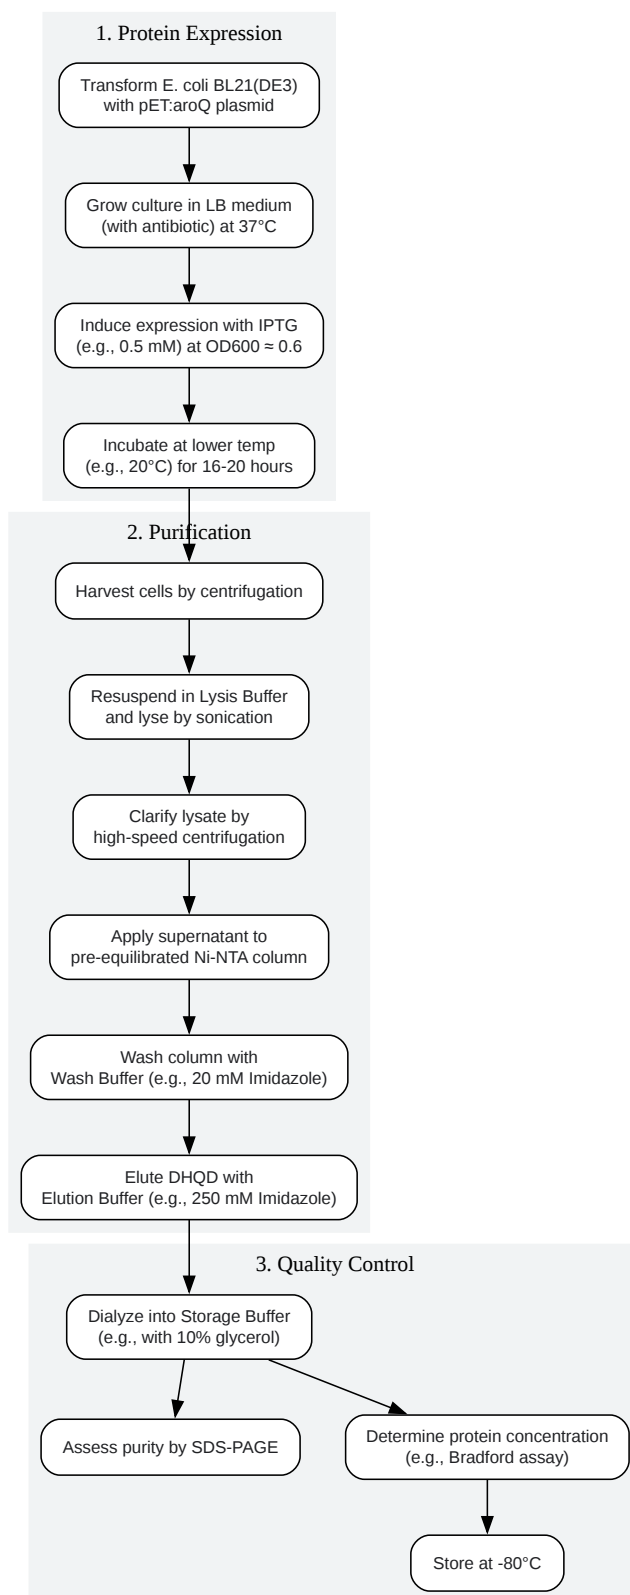 1. Protein Expression
Transform E. coli BL21(DE3)
with pET:aroQ plasmid
Grow culture in LB medium
(with antibiotic) at 37°C
Induce expression with IPTG
(e.g., 0.5 mM) at OD600 ≈ 0.6
Incubate at lower temp
(e.g., 20°C) for 16-20 hours
2. Purification
Harvest cells by centrifugation
Resuspend in Lysis Buffer
and lyse by sonication
Clarify lysate by
high-speed centrifugation
Apply supernatant to
pre-equilibrated Ni-NTA column
Wash column with
Wash Buffer (e.g., 20 mM Imidazole)
Elute DHQD with
Elution Buffer (e.g., 250 mM Imidazole)
3. Quality Control
Dialyze into Storage Buffer
(e.g., with 10% glycerol)
Assess purity by SDS-PAGE
Determine protein concentration
(e.g., Bradford assay)
Store at -80°C